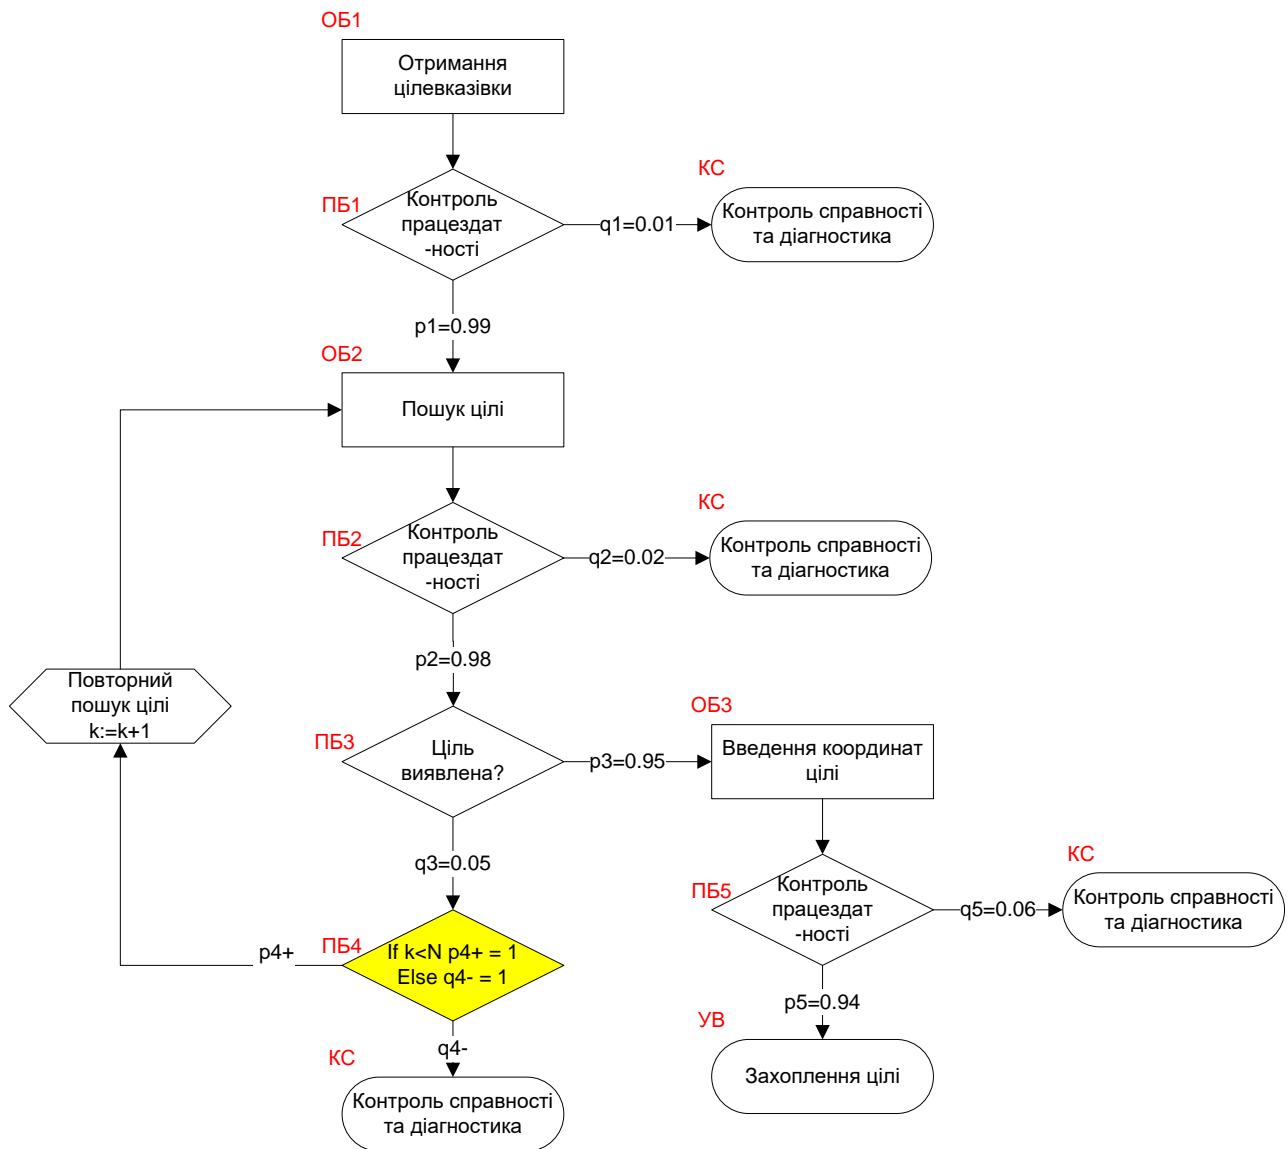 ОБ1
Отримання
цілевказівки
ПБ1
Контроль
працездат
-ності
q1=0.01
КС
Контроль справності
та діагностика
p1=0.99
ОБ2
Пошук цілі
ПБ2
Контроль
працездат
-ності
q2=0.02
КС
Контроль справності
та діагностика
p2=0.98
Повторний
пошук цілі
k:=k+1
ПБ3
Ціль
виявлена?
p3=0.95
ОБ3
Введення координат
цілі
q3=0.05
ПБ5
Контроль
працездат
-ності
q5=0.06
КС
Контроль справності
та діагностика
p4+
ПБ4
If k<N p4+ = 1
Else q4- = 1
p5=0.94
q4-
УВ
Захоплення цілі
КС
Контроль справності
та діагностика